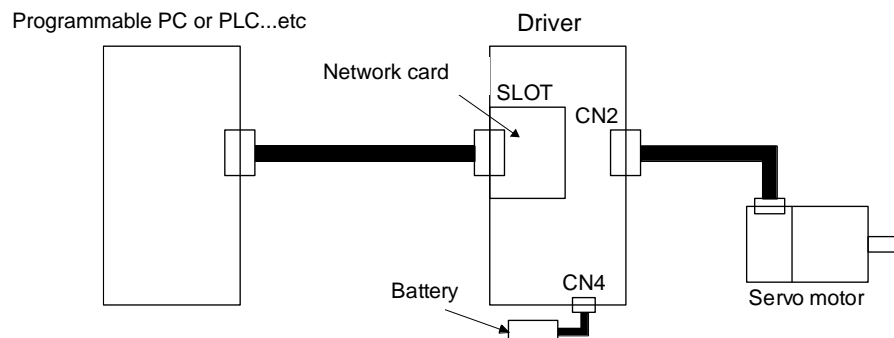 Programmable PC or PLC...etc
Driver
Network card
SLOT
CN2
CN4
Battery
Servo motor